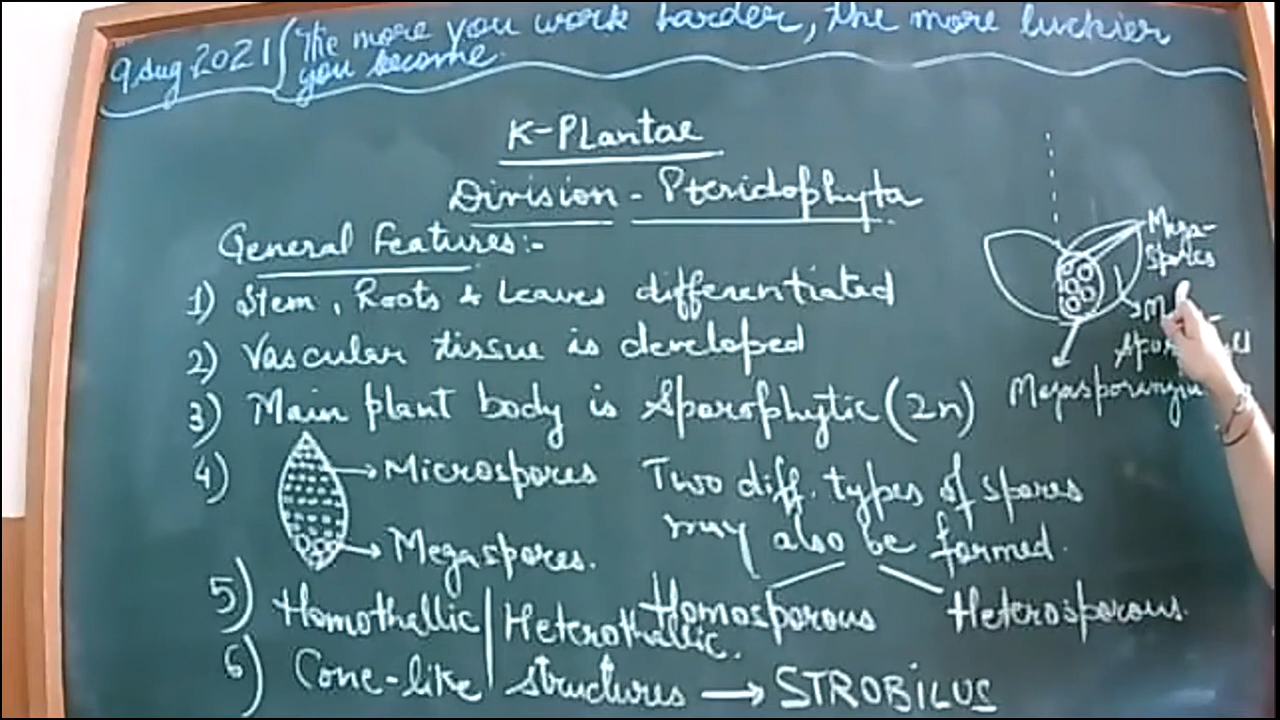 9 Aug 2021 The more you work harder, the more luckier
you become.
K-Plantae
Division - Pteridophyta
General Features:-
1) Stem, Roots & Leaves differentiated
2) Vascular tissue is developed
3) Main plant body is Sporophytic (2n)
4) Microspores
Megaspores.
Two diff. types of spores
may also be formed.
Homosporous Heterosporous.
5) Homothallic / Heterothallic.
6) Cone-like structures → STROBILUS
Mega-
Spores